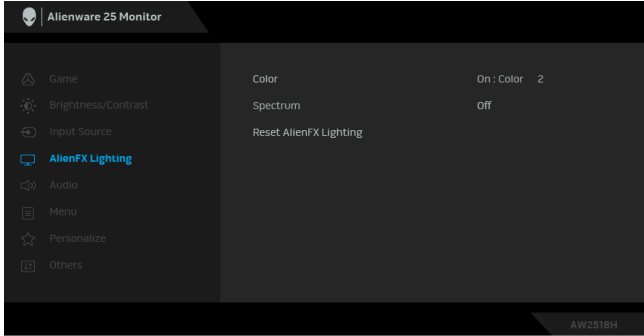 Alienware 25 Monitor
Game
Color On : Color 2
Brightness/Contrast
Spectrum Off
Input Source
Reset AlienFX Lighting
AlienFX Lighting
Audio
Menu
Personalize
Others
AW2518H